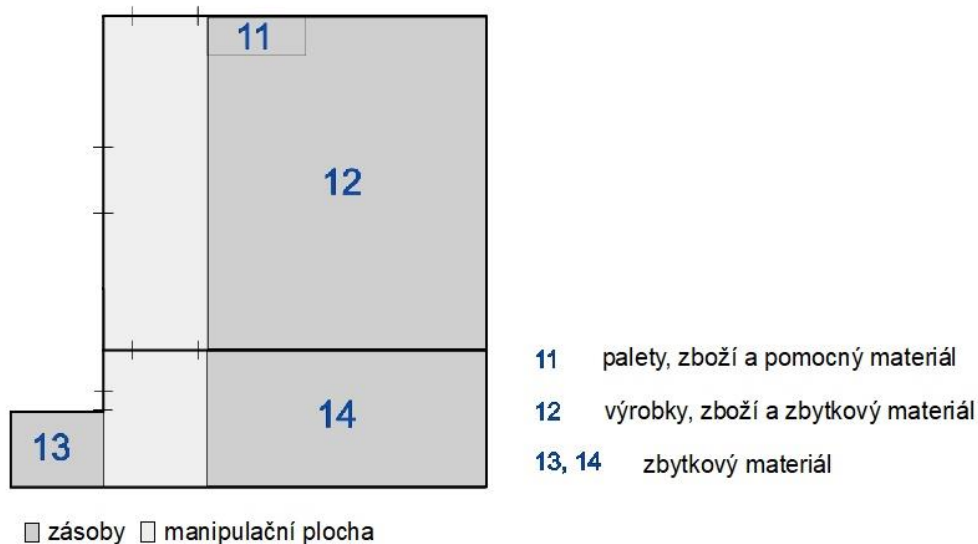 11
12
13
14
11 palety, zboží a pomocný materiál
12 výrobky, zboží a zbytkový materiál
13, 14 zbytkový materiál
zásoby manipulační plocha